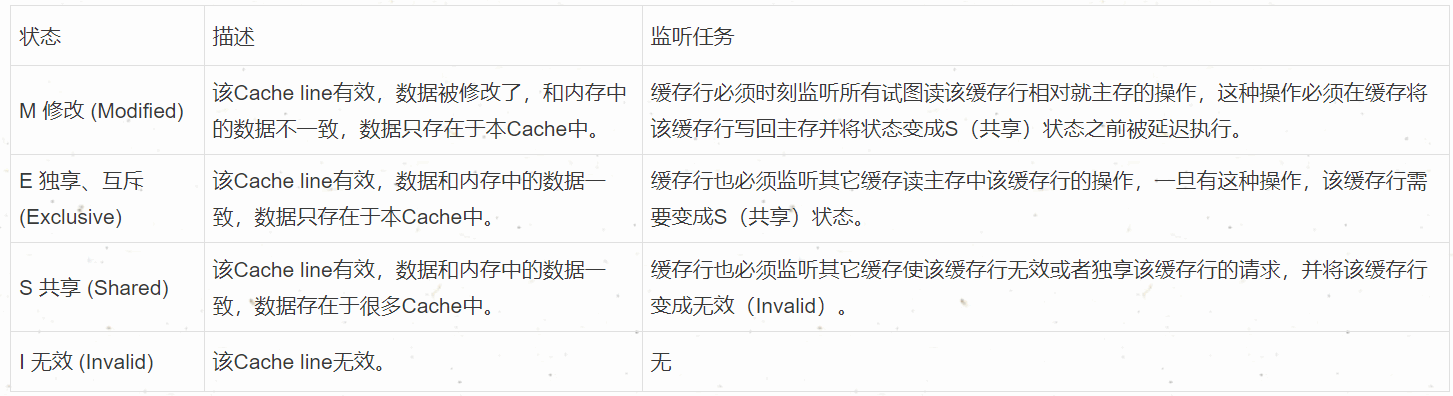 状态
描述
监听任务
M 修改 (Modified)
该Cache line有效，数据被修改了，和内存中
的数据不一致，数据只存在于本Cache中。
缓存行必须时刻监听所有试图读该缓存行相对就主存的操作，这种操作必须在缓存将
该缓存行写回主存并将状态变成S（共享）状态之前被延迟执行。
E 独享、互斥
(Exclusive)
该Cache line有效，数据和内存中的数据一
致，数据只存在于本Cache中。
缓存行也必须监听其它缓存读主存中该缓存行的操作，一旦有这种操作，该缓存行需
要变成S（共享）状态。
S 共享 (Shared)
该Cache line有效，数据和内存中的数据一
致，数据存在于很多Cache中。
缓存行也必须监听其它缓存使该缓存行无效或者独享该缓存行的请求，并将该缓存行
变成无效（Invalid）。
I 无效 (Invalid)
该Cache line无效。
无